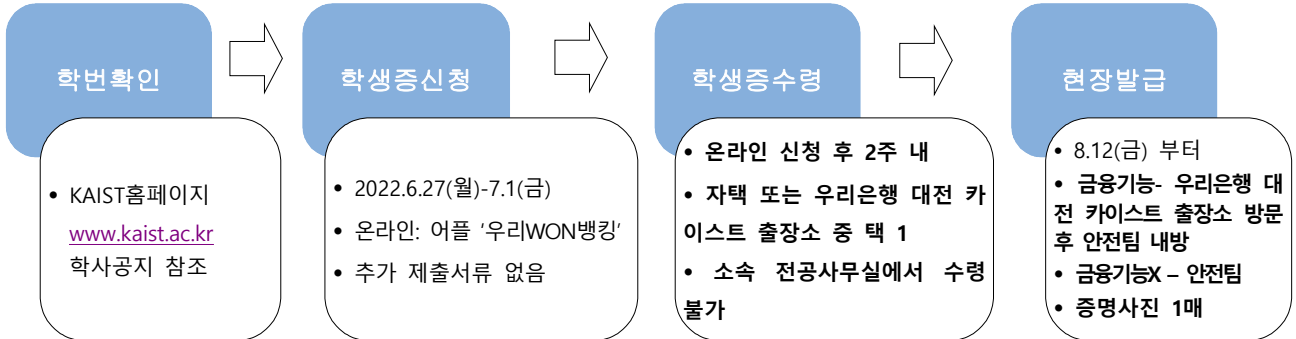 학번확인
• KAIST홈페이지
www.kaist.ac.kr
학사공지 참조
학생증신청
• 2022.6.27(월)-7.1(금)
• 온라인: 어플 ‘우리WON뱅킹’
• 추가 제출서류 없음
학생증수령
• 온라인 신청 후 2주 내
• 자택 또는 우리은행 대전 카
이스트 출장소 중 택 1
• 소속 전공사무실에서 수령
불가
현장발급
• 8.12(금) 부터
• 금융기능- 우리은행 대
전 카이스트 출장소 방문
후 안전팀 내방
• 금융기능X – 안전팀
• 증명사진 1매